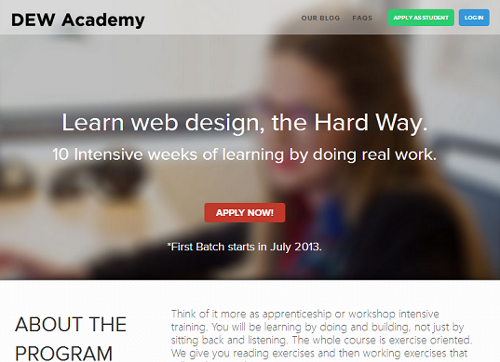 DEW Academy
OUR BLOG FAQS APPLY AS STUDENT LOG IN
Learn web design, the Hard Way.
10 Intensive weeks of learning by doing real work.
APPLY NOW!
*First Batch starts in July 2013.
ABOUT THE
PROGRAM
Think of it more as apprenticeship or workshop intensive
training. You will be learning by doing and building, not just by
sitting back and listening. The whole course is exercise oriented.
We give you reading exercises and then working exercises that